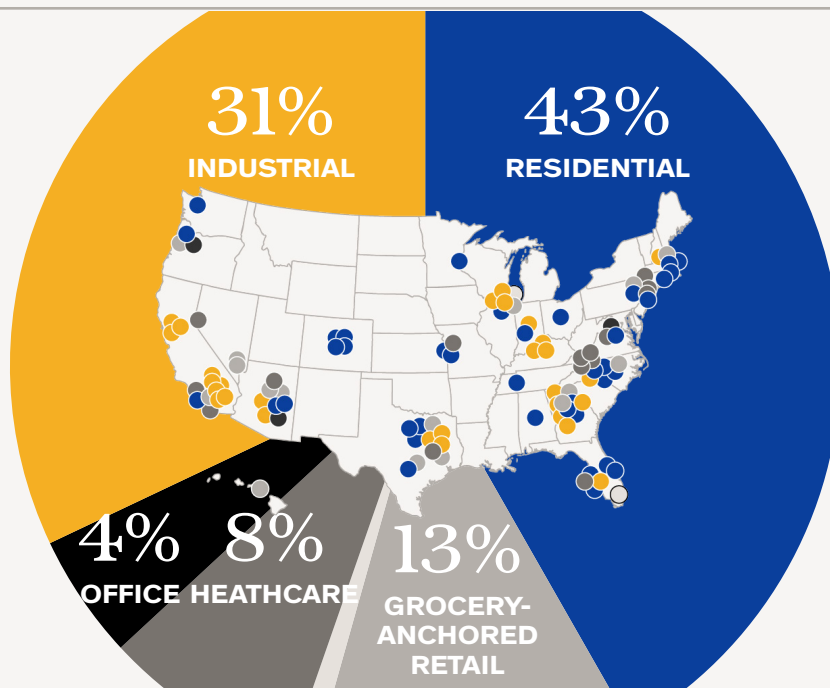 31%
INDUSTRIAL
43%
RESIDENTIAL
4%
OFFICE
8%
HEATHCARE
13%
GROCERY-
ANCHORED
RETAIL